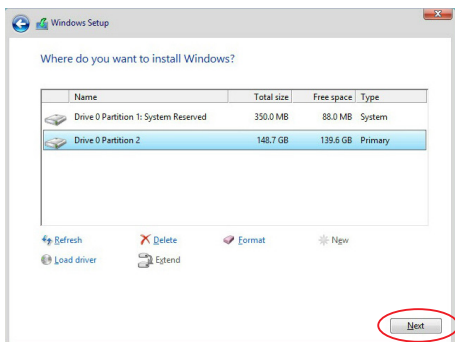 Windows Setup
Where do you want to install Windows?
Name Total size Free space Type
Drive 0 Partition 1: System Reserved 350.0 MB 88.0 MB System
Drive 0 Partition 2 148.7 GB 139.6 GB Primary
Refresh Delete Format New
Load driver Extend
Next